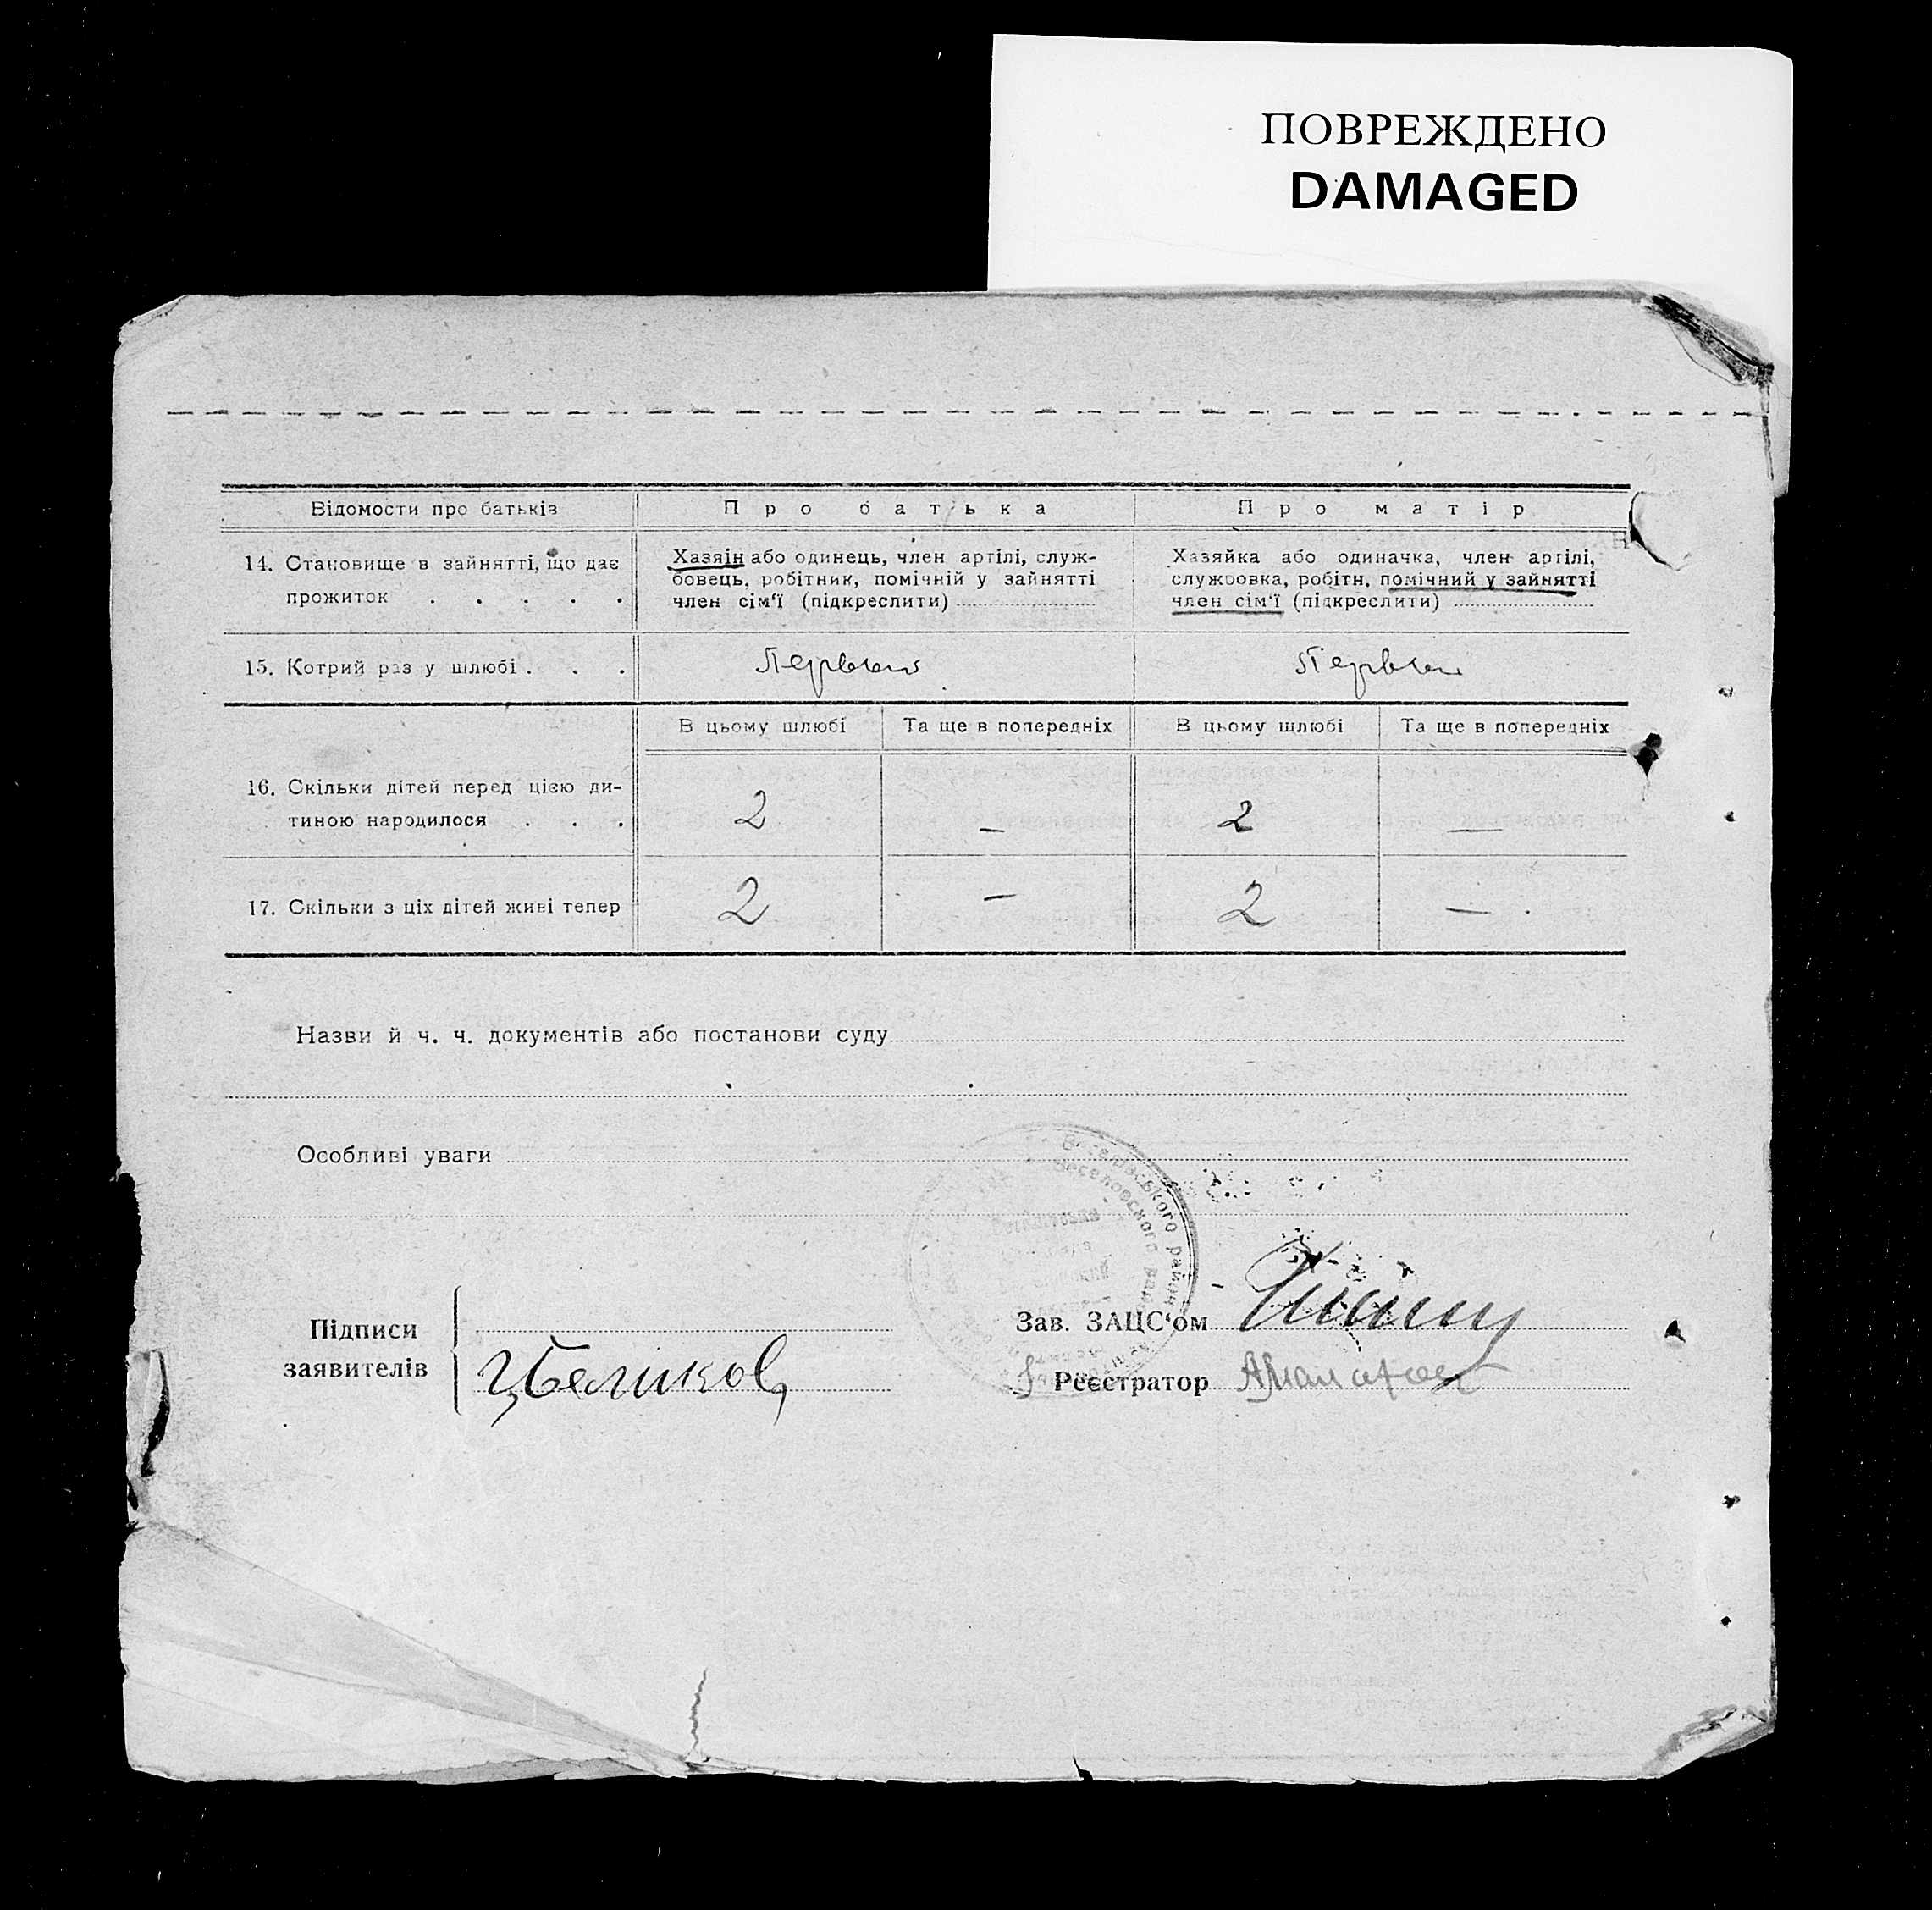 ПОВРЕЖДЕНО
DAMAGED
Відомости про батьків
Про батька
Про матір
14. Становище в зайнятті, що дає
прожиток . . . . .
Хазяїн або одинець, член артілі, служ-
бовець, робітник, помічній у зайнятті
член сім'ї (підкреслити)
Хазяйка або одиначка, член артілі,
службовка, робітн. помічний у зайнятті
член сім'ї (підкреслити)
15. Котрий раз у шлюбі . . .
Первый
Первый
В цьому шлюбі
Та ще в попередніх
В цьому шлюбі
Та ще в попередніх
16. Скільки дітей перед цією ди-
тиною народилося . . .
2
—
2
—
17. Скільки з ціх дітей живі тепер
2
—
2
—
Назви й ч. ч. документів або постанови суду
Особливі уваги
Веселівського район
Веселовского
Підписи
заявителів
Беликов
Зав. ЗАЦС'ом
Реєстратор